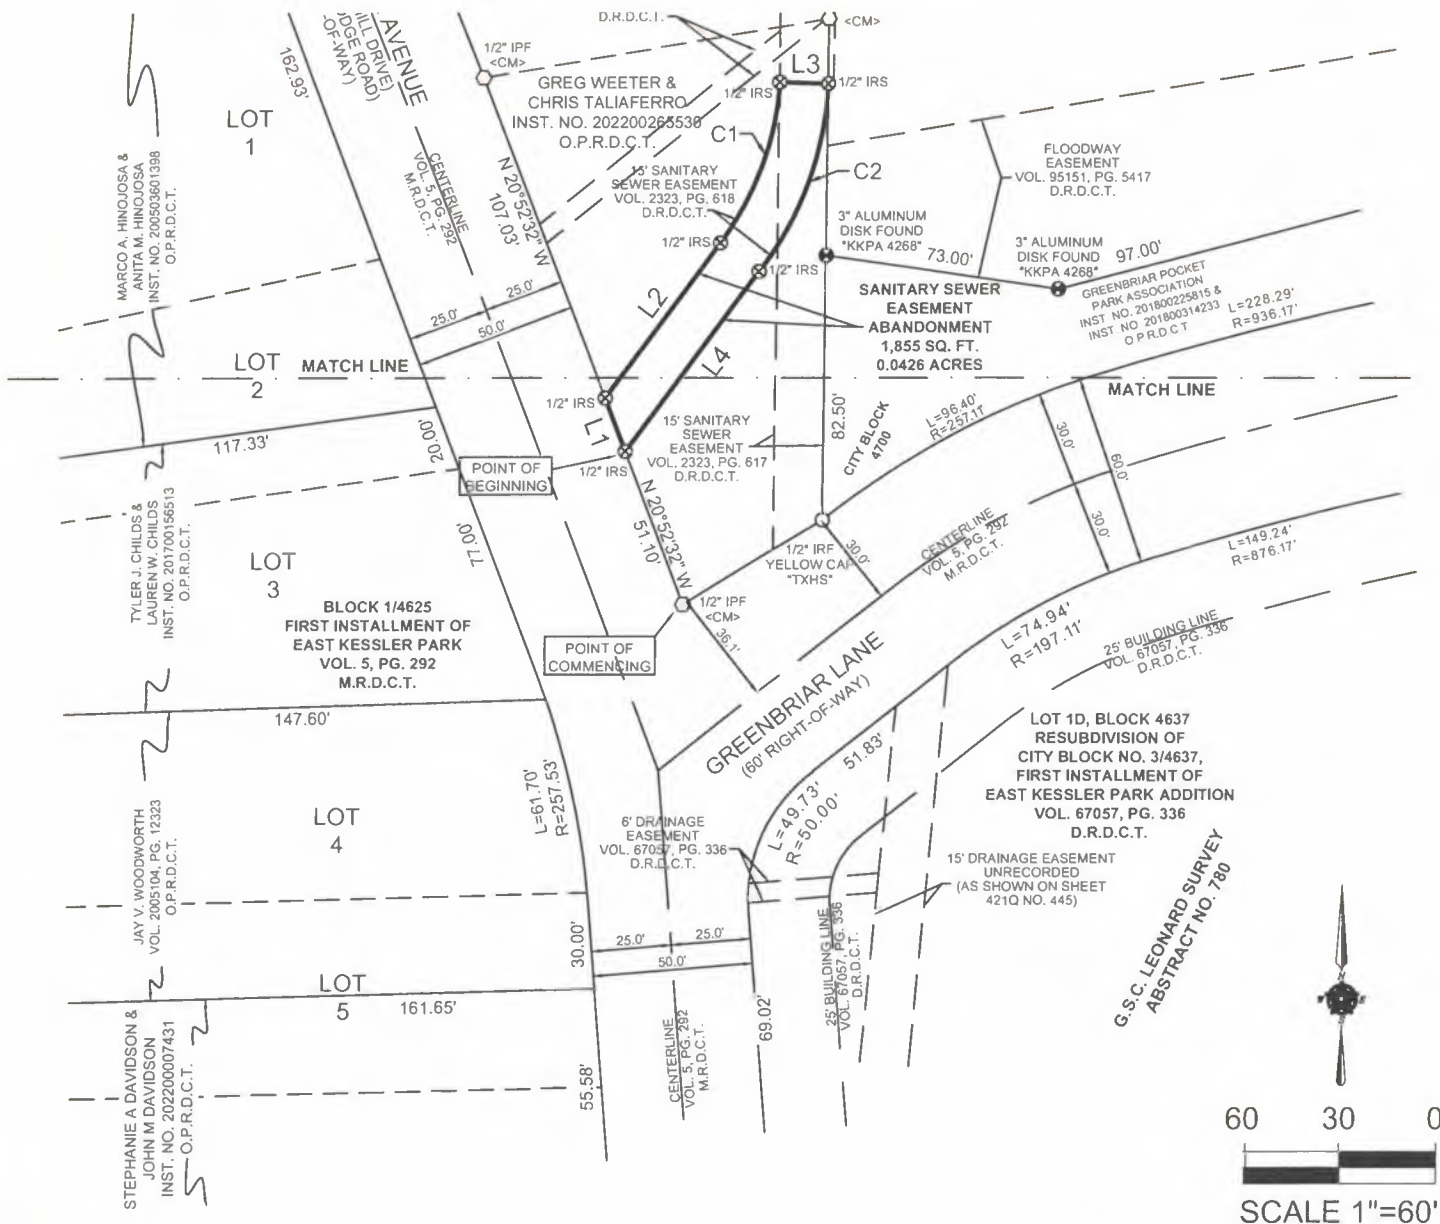 D.R.D.C.T.
<CM>
162.93'
ILL DRIVE)
DGE ROAD)
-OF-WAY)
AVENUE
1/2" IPF
<CM>
GREG WEETER &
CHRIS TALIAFERRO
INST. NO. 202200265530
O.P.R.D.C.T.
L3
1/2" IRS
1/2" IRS
LOT
1
C1
C2
15' SANITARY
SEWER EASEMENT
VOL. 2323, PG. 618
D.R.D.C.T.
FLOODWAY
EASEMENT
VOL. 95151, PG. 5417
D.R.D.C.T.
MARCO A. HINOJOSA &
ANITA M. HINOJOSA
INST. NO. 200503601398
O.P.R.D.C.T.
CENTERLINE
VOL. 5, PG. 292
M.R.D.C.T.
N 20°52'32" W
107.03'
3" ALUMINUM
DISK FOUND
"KKPA 4268"
73.00'
3" ALUMINUM
DISK FOUND
"KKPA 4268"
97.00'
1/2" IRS
1/2" IRS
GREENBRIAR POCKET
PARK ASSOCIATION
INST. NO. 201800225815 &
INST. NO. 201800314233
O.P.R.D.C.T.
L=228.29'
R=936.17'
25.0'
25.0'
50.0'
L2
SANITARY SEWER
EASEMENT
ABANDONMENT
1,855 SQ. FT.
0.0426 ACRES
LOT
2
MATCH LINE
L4
MATCH LINE
1/2" IRS
L1
117.33'
20.00'
15' SANITARY
SEWER
EASEMENT
VOL. 2323, PG. 617
D.R.D.C.T.
82.50'
CITY BLOCK
4700
L=96.40'
R=257.11'
30.0'
60.0'
30.0'
POINT OF
BEGINNING
1/2" IRS
TYLER J. CHILDS &
LAUREN W. CHILDS
INST. NO. 201700156513
O.P.R.D.C.T.
77.00'
N 20°52'32" W
51.10'
LOT
3
1/2" IRF
YELLOW CAP
"TXHS"
30.0'
CENTERLINE
VOL. 5, PG. 292
M.R.D.C.T.
L=149.24'
R=876.17'
BLOCK 1/4625
FIRST INSTALLMENT OF
EAST KESSLER PARK
VOL. 5, PG. 292
M.R.D.C.T.
1/2" IPF
<CM>
36.1'
POINT OF
COMMENCING
L=74.94'
R=197.11'
25' BUILDING LINE
VOL. 67057, PG. 336
D.R.D.C.T.
GREENBRIAR LANE
(60' RIGHT-OF-WAY)
147.60'
51.83'
LOT 1D, BLOCK 4637
RESUBDIVISION OF
CITY BLOCK NO. 3/4637,
FIRST INSTALLMENT OF
EAST KESSLER PARK ADDITION
VOL. 67057, PG. 336
D.R.D.C.T.
L=61.70'
R=257.53'
JAY V. WOODWORTH
VOL. 2005104, PG. 12323
O.P.R.D.C.T.
LOT
4
6' DRAINAGE
EASEMENT
VOL. 67057, PG. 336
D.R.D.C.T.
L=49.73'
R=50.00'
15' DRAINAGE EASEMENT
UNRECORDED
(AS SHOWN ON SHEET
421Q NO. 445)
G.S.C. LEONARD SURVEY
ABSTRACT NO. 780
30.00'
25.0'
25.0'
50.0'
25' BUILDING LINE
VOL. 67057, PG. 336
D.R.D.C.T.
LOT
5
161.65'
69.02'
CENTERLINE
VOL. 5, PG. 292
M.R.D.C.T.
STEPHANIE A DAVIDSON &
JOHN M DAVIDSON
INST. NO. 202200007431
O.P.R.D.C.T.
55.58'
N
W
E
S
60 30 0
SCALE 1"=60'